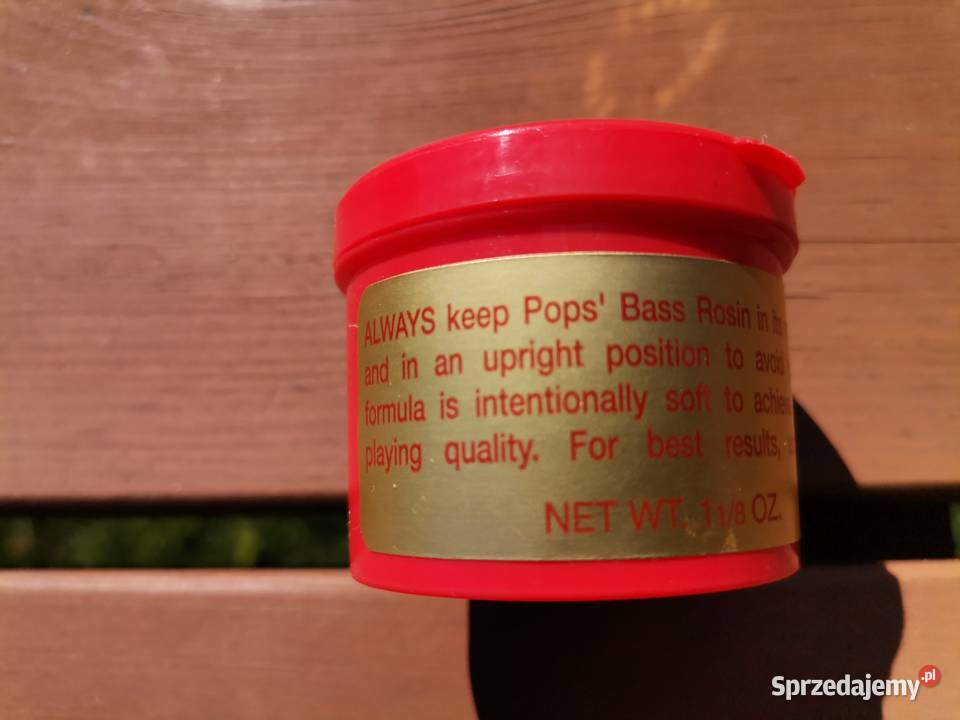 ALWAYS keep Pops' Bass Rosin in its
and in an upright position to avoid
formula is intentionally soft to
playing quality. For best results,
NET WT. 1 1/8 OZ.
Sprzedajemy.pl